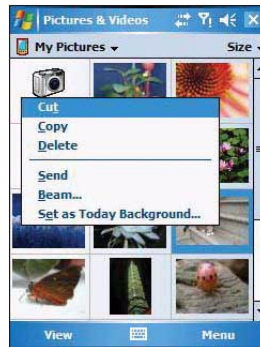 Pictures & Videos
My Pictures
Size
Cut
Copy
Delete
Send
Beam...
Set as Today Background...
View
Menu